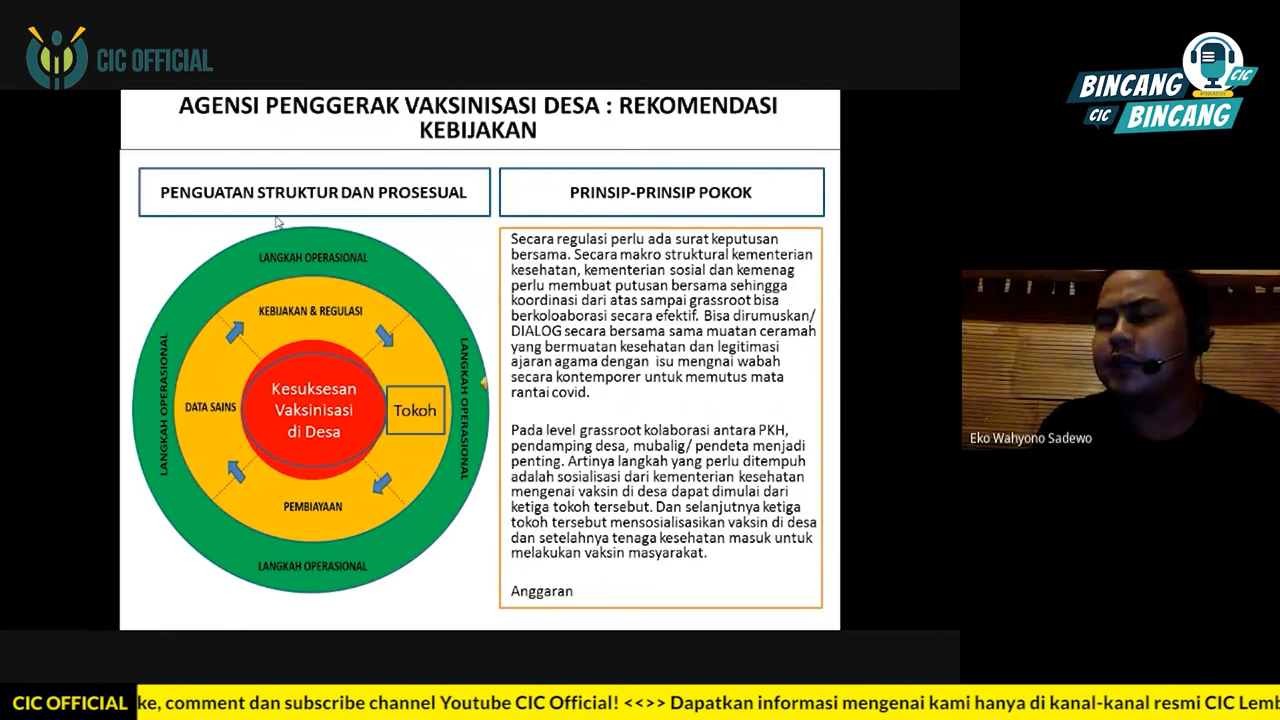 CIC OFFICIAL
BINCANG
CIC
CIC
BINCANG
#PODCASTCIC
AGENSI PENGGERAK VAKSINISASI DESA : REKOMENDASI
KEBIJAKAN
PENGUATAN STRUKTUR DAN PROSESUAL
LANGKAH OPERASIONAL
KEBIJAKAN & REGULASI
LANGKAH OPERASIONAL
DATA SAINS
Kesuksesan
Vaksinisasi
di Desa
Tokoh
LANGKAH OPERASIONAL
PEMBIAYAAN
LANGKAH OPERASIONAL
PRINSIP-PRINSIP POKOK
Secara regulasi perlu ada surat keputusan
bersama. Secara makro struktural kementerian
kesehatan, kementerian sosial dan kemenag
perlu membuat putusan bersama sehingga
koordinasi dari atas sampai grassroot bisa
berkoloaborasi secara efektif. Bisa dirumuskan/
DIALOG secara bersama sama muatan ceramah
yang bermuatan kesehatan dan legitimasi
ajaran agama dengan isu mengnai wabah
secara kontemporer untuk memutus mata
rantai covid.
Pada level grassroot kolaborasi antara PKH,
pendamping desa, mubalig/ pendeta menjadi
penting. Artinya langkah yang perlu ditempuh
adalah sosialisasi dari kementerian kesehatan
mengenai vaksin di desa dapat dimulai dari
ketiga tokoh tersebut. Dan selanjutnya ketiga
tokoh tersebut mensosialisasikan vaksin di desa
dan setelahnya tenaga kesehatan masuk untuk
melakukan vaksin masyarakat.
Anggaran
Eko Wahyono Sadewo
CIC OFFICIAL
ke, comment dan subscribe channel Youtube CIC Official! <<>> Dapatkan informasi mengenai kami hanya di kanal-kanal resmi CIC Lemb